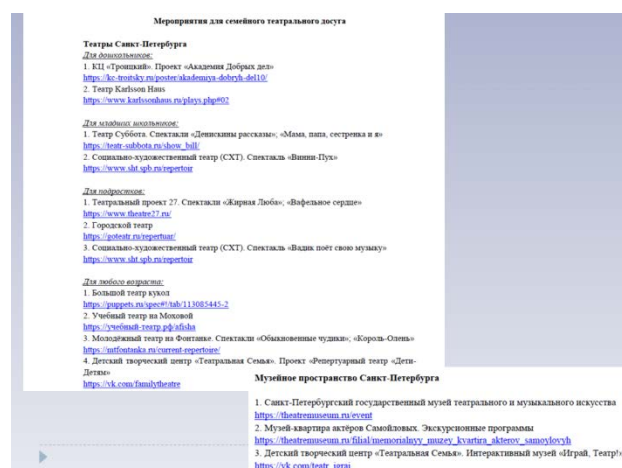 Мероприятия для семейного театрального досуга
Театры Санкт-Петербурга
Для дошкольников:
1. КЦ «Троицкий». Проект «Академия Добрых дел»
https://kc-troitsky.ru/poster/akademiya-dobryh-del10/
2. Театр Karlsson Haus
https://www.karlssonhaus.ru/plays.php#02
Для младших школьников:
1. Театр Суббота. Спектакли «Денискины рассказы»; «Мама, папа, сестренка и я»
https://teatr-subbota.ru/show_bill/
2. Социально-художественный театр (СХТ). Спектакль «Винни-Пух»
https://www.sht.spb.ru/repertoir
Для подростков:
1. Театральный проект 27. Спектакли «Жирная Люба»; «Вафельное сердце»
https://www.theatre27.ru/
2. Городской театр
https://goteatr.ru/repertuar/
3. Социально-художественный театр (СХТ). Спектакль «Вадик поёт свою музыку»
https://www.sht.spb.ru/repertoir
Для любого возраста:
1. Большой театр кукол
https://puppets.ru/spec#!/tab/113085445-2
2. Учебный театр на Моховой
https://учебный-театр.рф/afisha
3. Молодёжный театр на Фонтанке. Спектакли «Обыкновенные чудики»; «Король-Олень»
https://mtfontanka.ru/current-repertoire/
4. Детский творческий центр «Театральная Семья». Проект «Репертуарный театр «Дети-
Детям»
https://vk.com/familytheatre
Музейное пространство Санкт-Петербурга
1. Санкт-Петербургский государственный музей театрального и музыкального искусства
https://theatremuseum.ru/event
2. Музей-квартира актёров Самойловых. Экскурсионные программы
https://theatremuseum.ru/filial/memorialnyy_muzey_kvartira_akterov_samoylovyh
3. Детский творческий центр «Театральная Семья». Интерактивный музей «Играй, Театр!»
https://vk.com/teatr_igrai